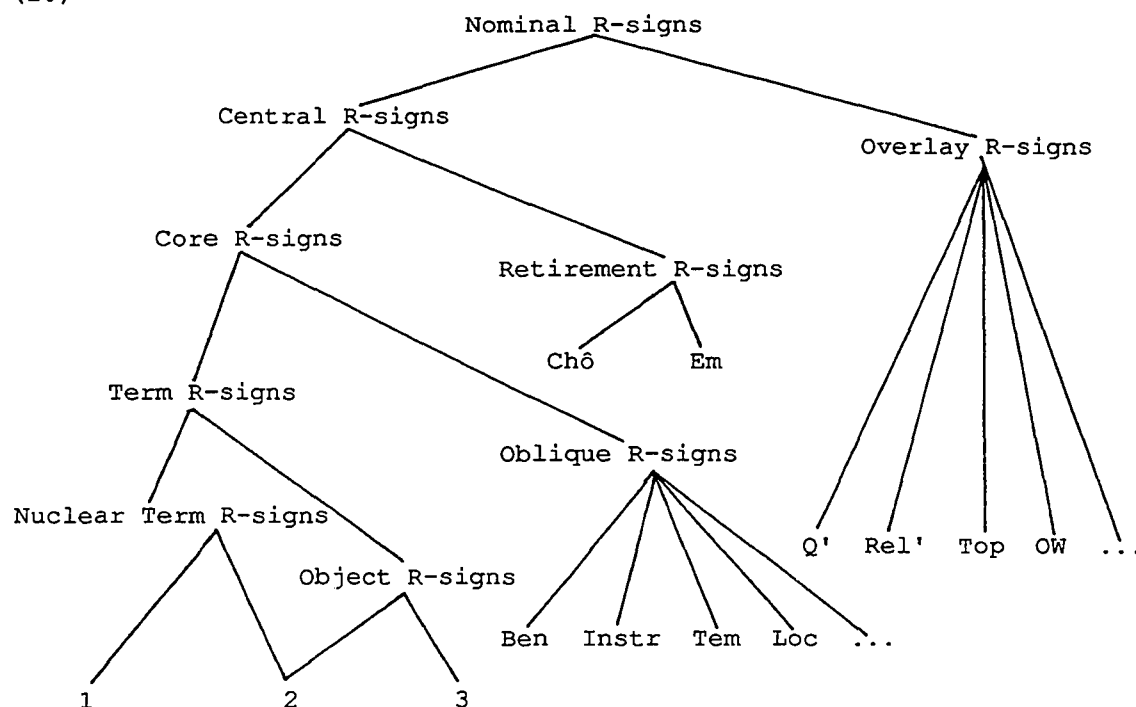 Nominal R-signs
Central R-signs
Overlay R-signs
Core R-signs
Retirement R-signs
Chô Em
Term R-signs
Oblique R-signs
Nuclear Term R-signs
Q' Rel' Top OW ...
Object R-signs
Ben Instr Tem Loc ...
1 2 3